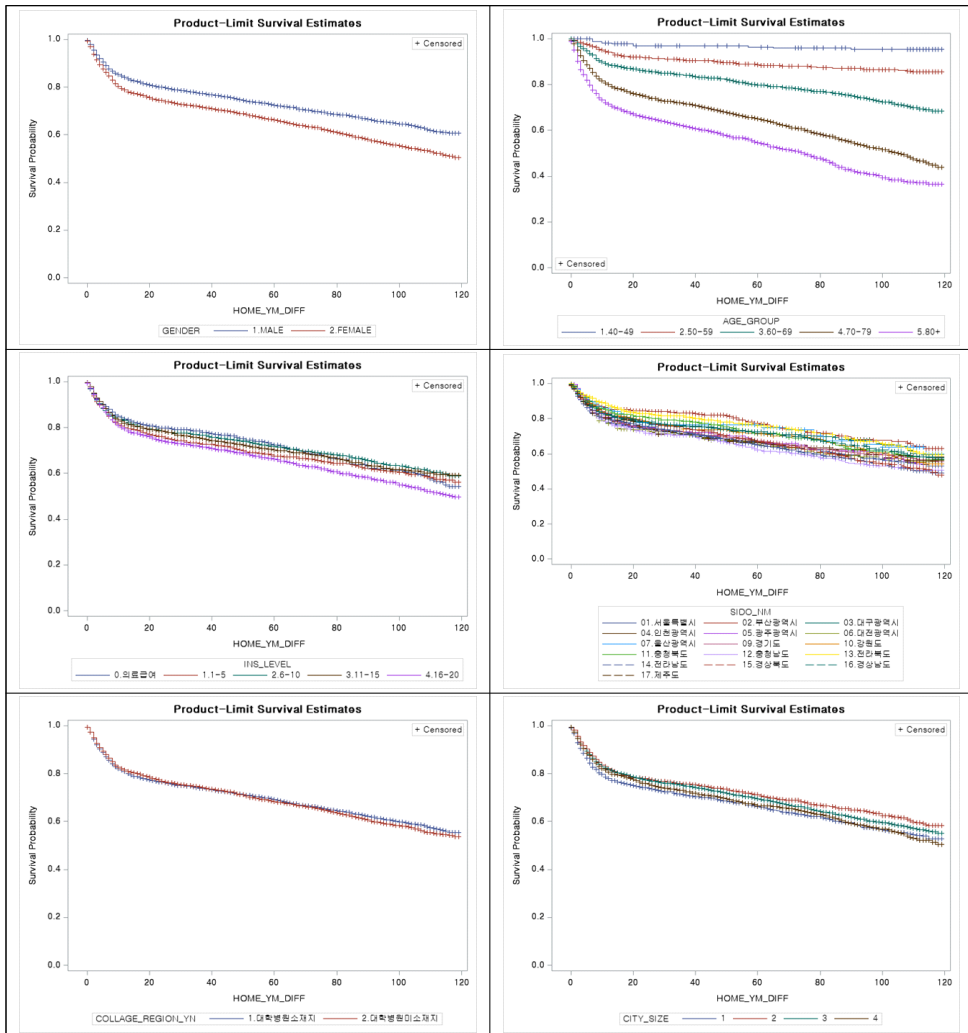 Product-Limit Survival Estimates
+ Censored
1.0
0.8
0.6
0.4
0.2
0.0
Survival Probability
0 20 40 60 80 100 120
HOME_YM_DIFF
GENDER 1.MALE 2.FEMALE
Product-Limit Survival Estimates
1.0
0.8
0.6
0.4
0.2
0.0
Survival Probability
+ Censored
0 20 40 60 80 100 120
HOME_YM_DIFF
AGE_GROUP
1.40-49 2.50-59 3.60-69 4.70-79 5.80+
Product-Limit Survival Estimates
+ Censored
1.0
0.8
0.6
0.4
0.2
0.0
Survival Probability
0 20 40 60 80 100 120
HOME_YM_DIFF
INS_LEVEL
0.의료급여 1.1-5 2.6-10 3.11-15 4.16-20
Product-Limit Survival Estimates
+ Censored
1.0
0.8
0.6
0.4
0.2
0.0
Survival Probability
0 20 40 60 80 100 120
HOME_YM_DIFF
SIDO_NM
01.서울특별시 02.부산광역시 03.대구광역시
04.인천광역시 05.광주광역시 06.대전광역시
07.울산광역시 09.경기도 10.강원도
11.충청북도 12.충청남도 13.전라북도
14.전라남도 15.경상북도 16.경상남도
17.제주도
Product-Limit Survival Estimates
+ Censored
1.0
0.8
0.6
0.4
0.2
0.0
Survival Probability
0 20 40 60 80 100 120
HOME_YM_DIFF
COLLAGE_REGION_YN 1.대학병원소재지 2.대학병원미소재지
Product-Limit Survival Estimates
+ Censored
1.0
0.8
0.6
0.4
0.2
0.0
Survival Probability
0 20 40 60 80 100 120
HOME_YM_DIFF
CITY_SIZE 1 2 3 4